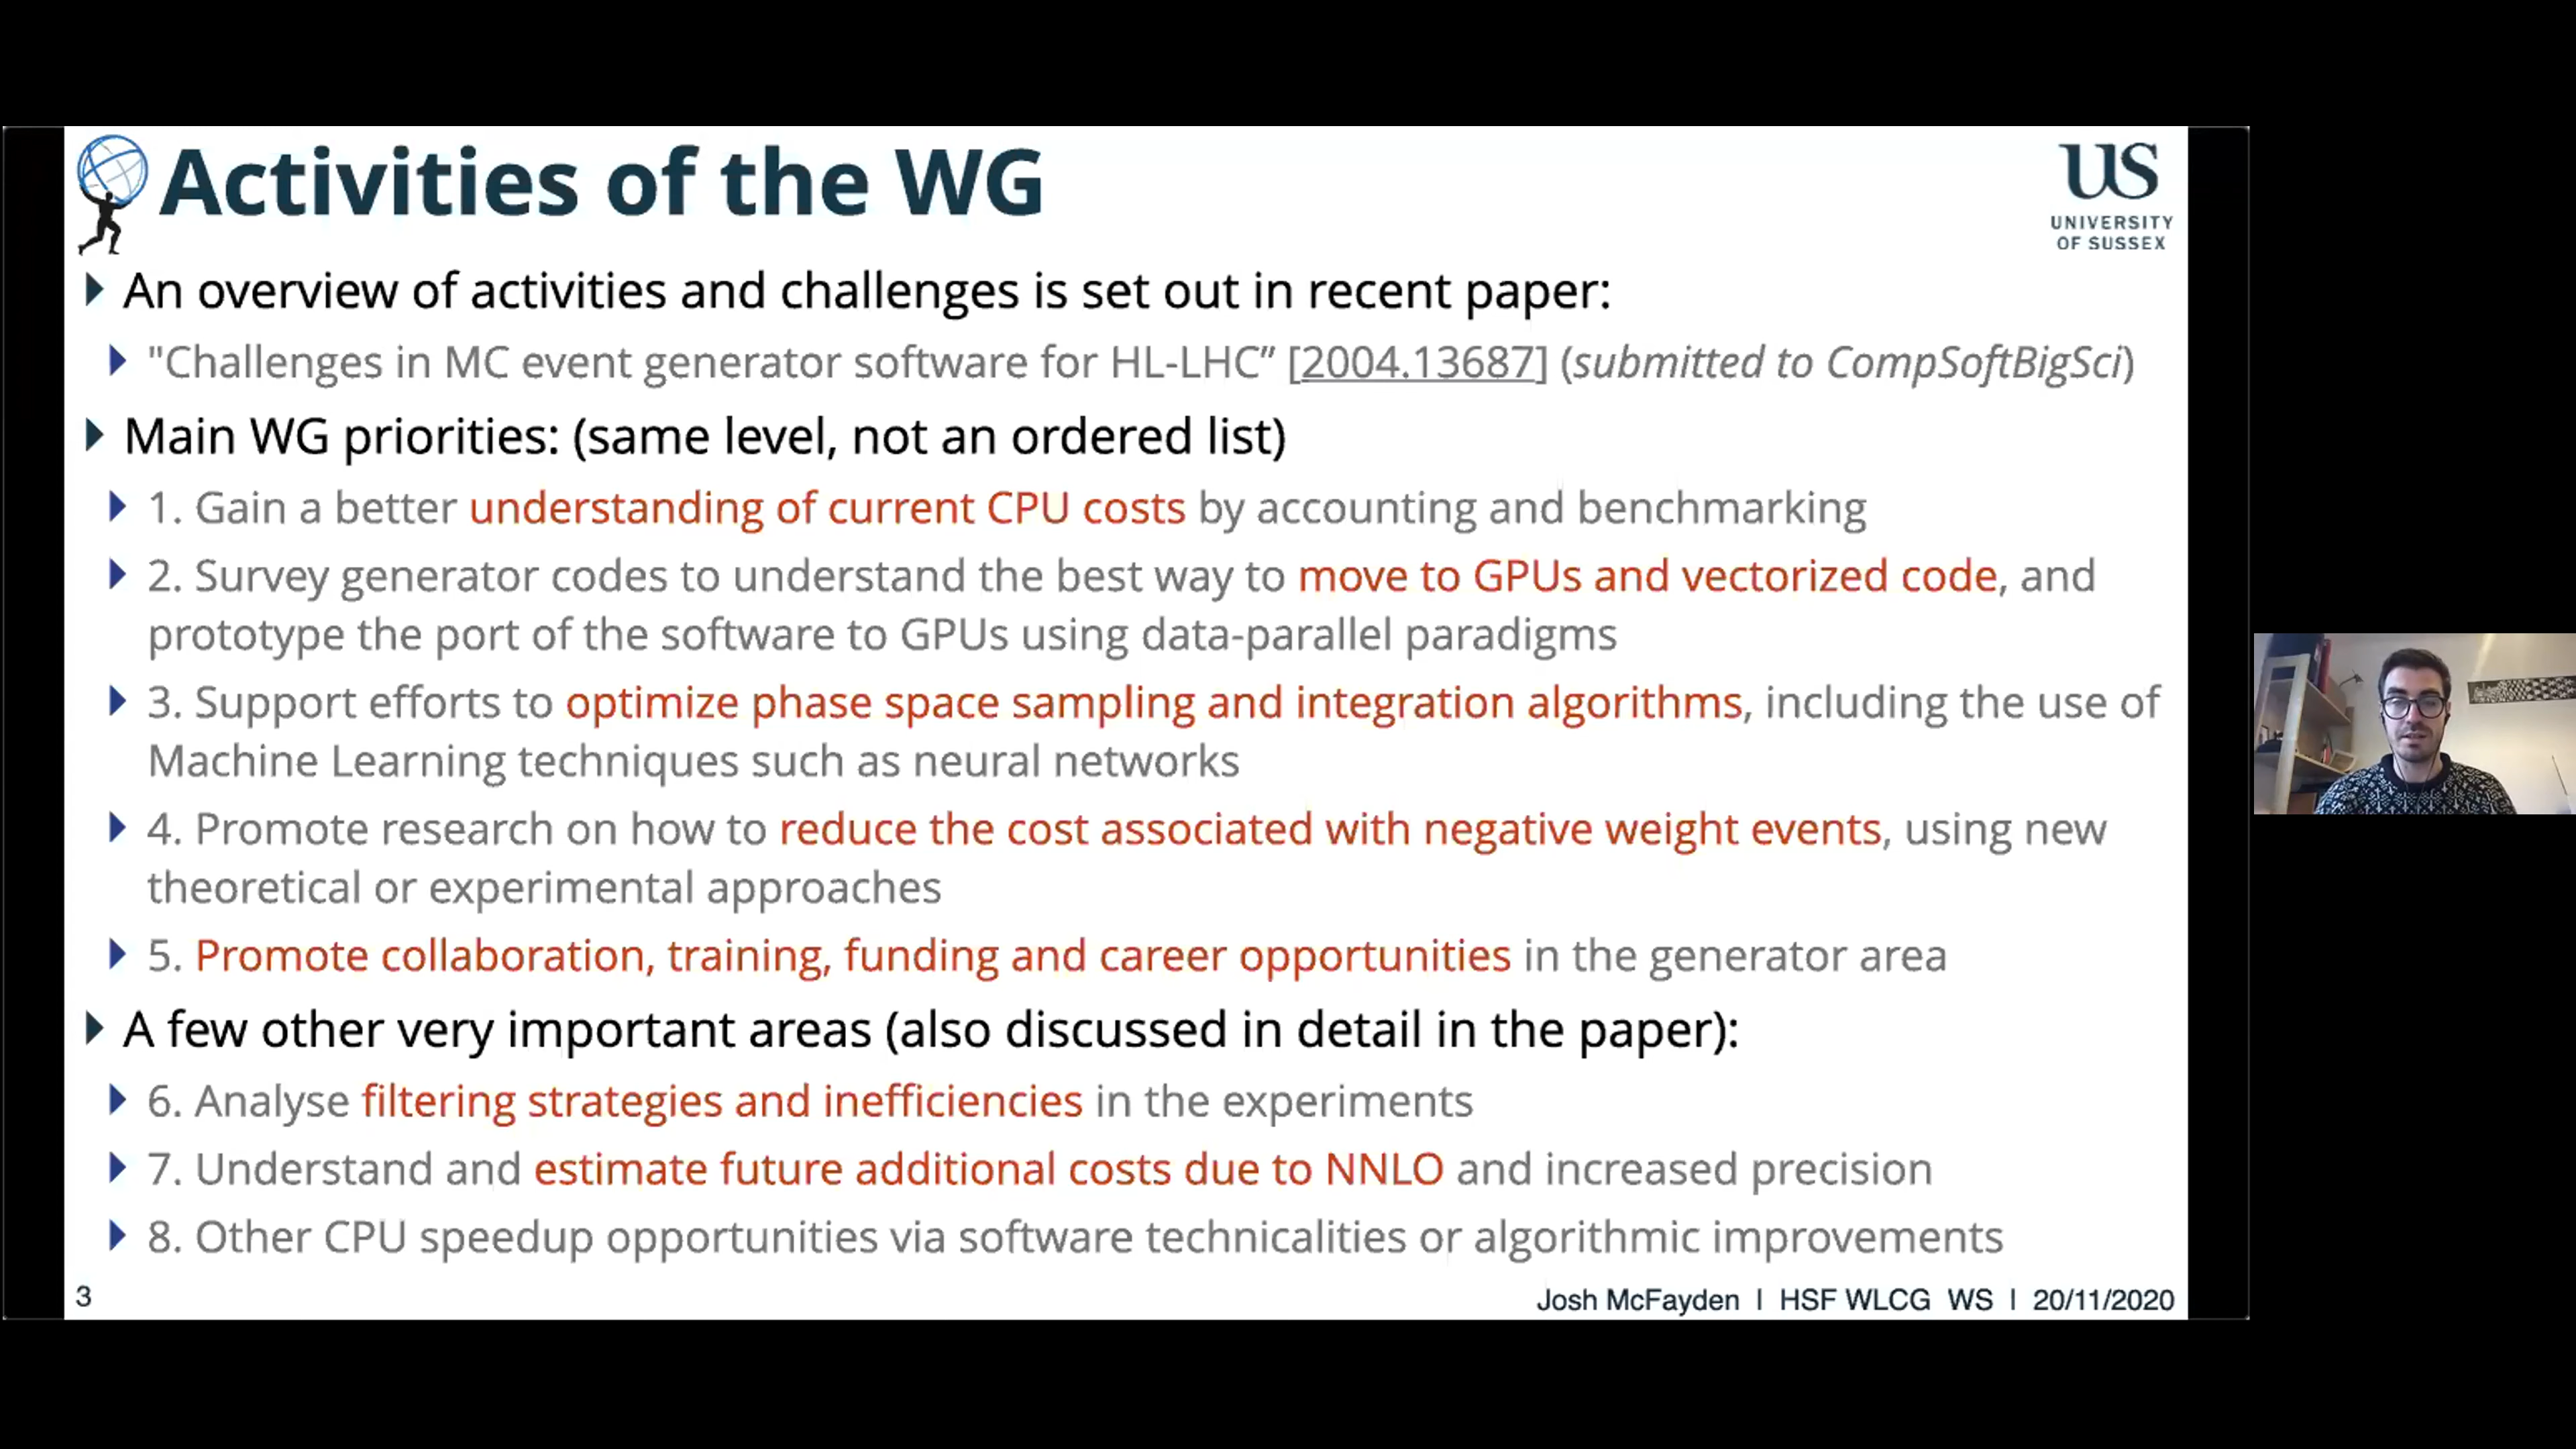 Activities of the WG
US
UNIVERSITY
OF SUSSEX
An overview of activities and challenges is set out in recent paper:
"Challenges in MC event generator software for HL-LHC” [2004.13687] (submitted to CompSoftBigSci)
Main WG priorities: (same level, not an ordered list)
1. Gain a better understanding of current CPU costs by accounting and benchmarking
2. Survey generator codes to understand the best way to move to GPUs and vectorized code, and
prototype the port of the software to GPUs using data-parallel paradigms
3. Support efforts to optimize phase space sampling and integration algorithms, including the use of
Machine Learning techniques such as neural networks
4. Promote research on how to reduce the cost associated with negative weight events, using new
theoretical or experimental approaches
5. Promote collaboration, training, funding and career opportunities in the generator area
A few other very important areas (also discussed in detail in the paper):
6. Analyse filtering strategies and inefficiencies in the experiments
7. Understand and estimate future additional costs due to NNLO and increased precision
8. Other CPU speedup opportunities via software technicalities or algorithmic improvements
3
Josh McFayden | HSF WLCG WS | 20/11/2020